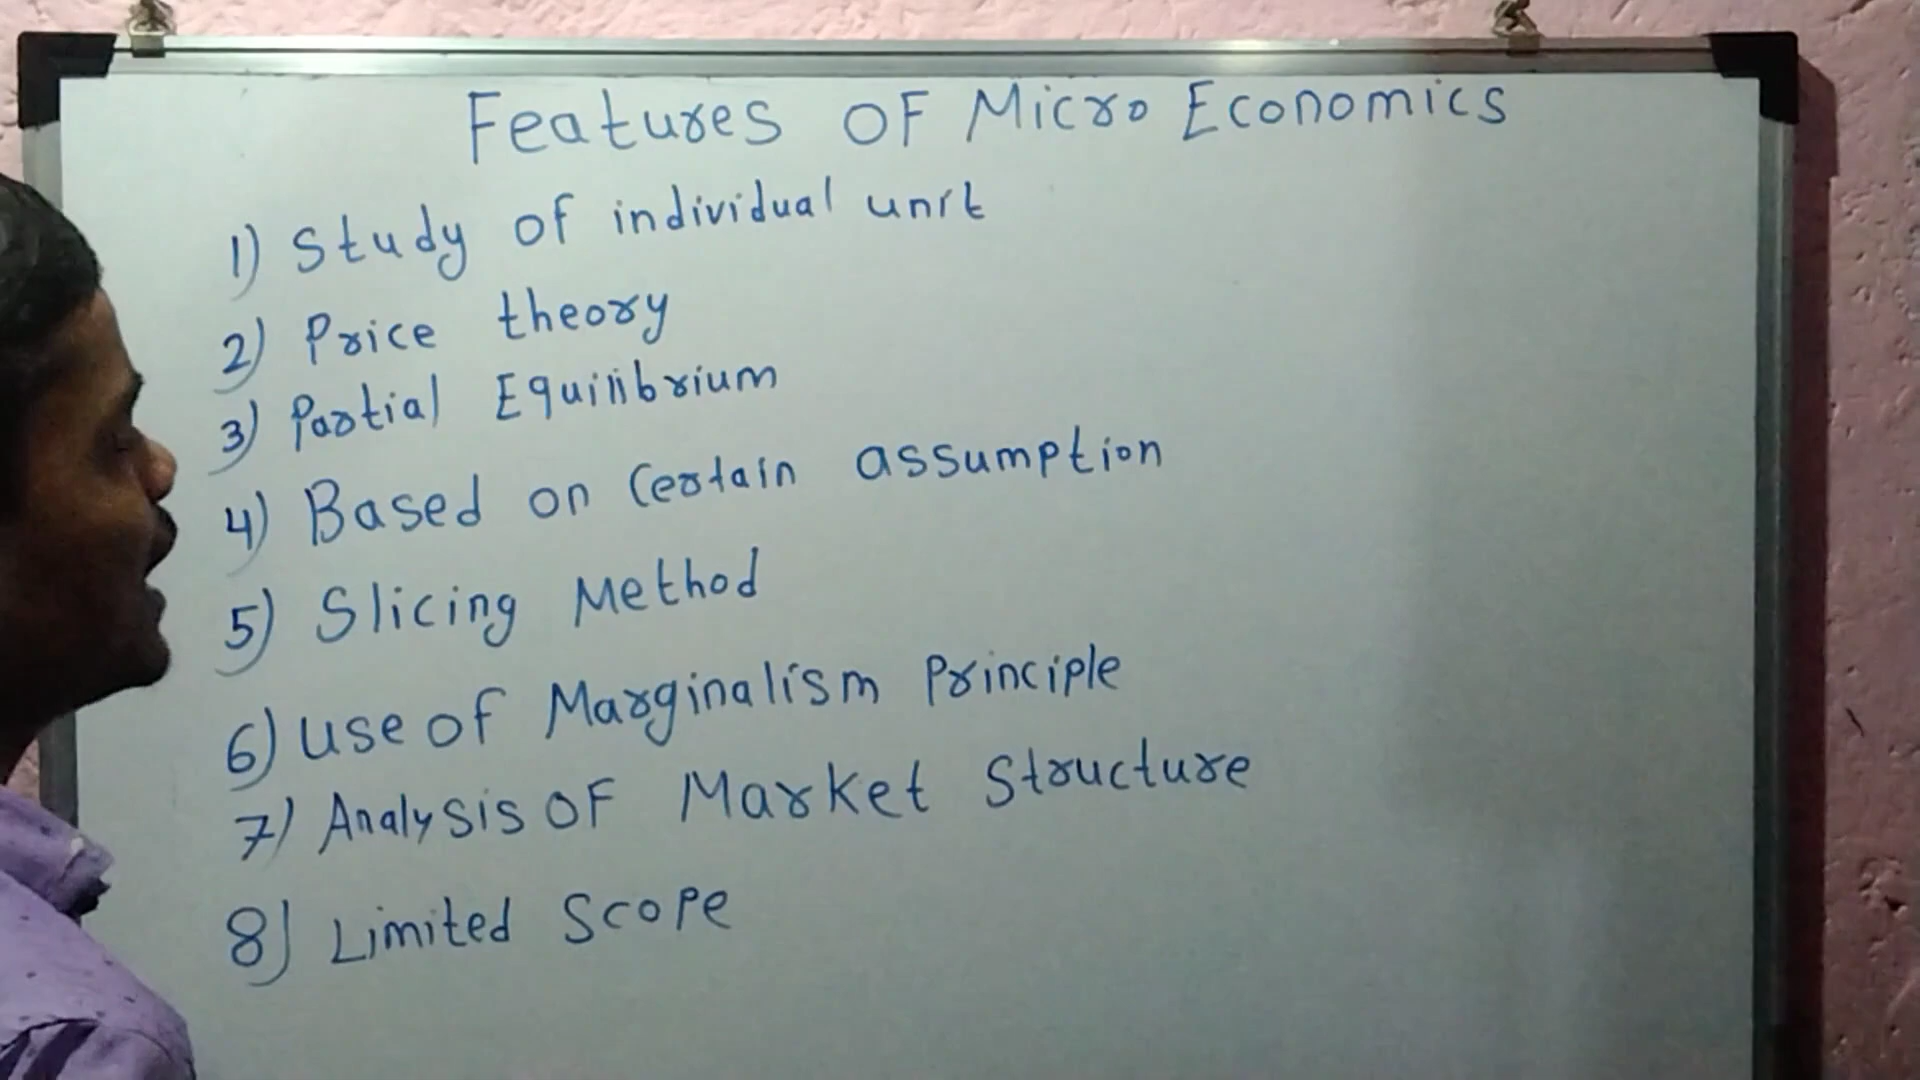 Features OF Micro Economics
1) Study of individual unit
2) Price theory
3) Partial Equilibrium
4) Based on Certain assumption
5) Slicing Method
6) Use of Marginalism Principle
7) Analysis OF Market Structure
8) Limited Scope